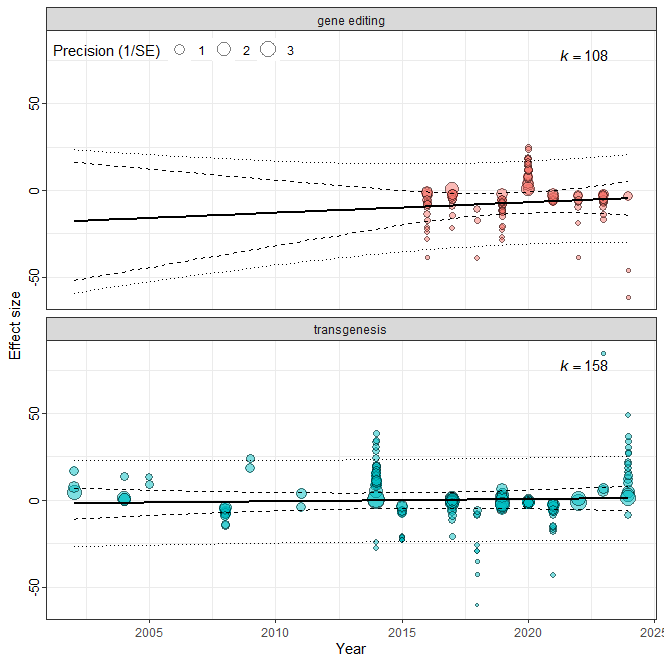 gene editing
Precision (1/SE) 1 2 3
k = 108
50
0
-50
Effect size
transgenesis
k = 158
50
0
-50
2005 2010 2015 2020 2025
Year